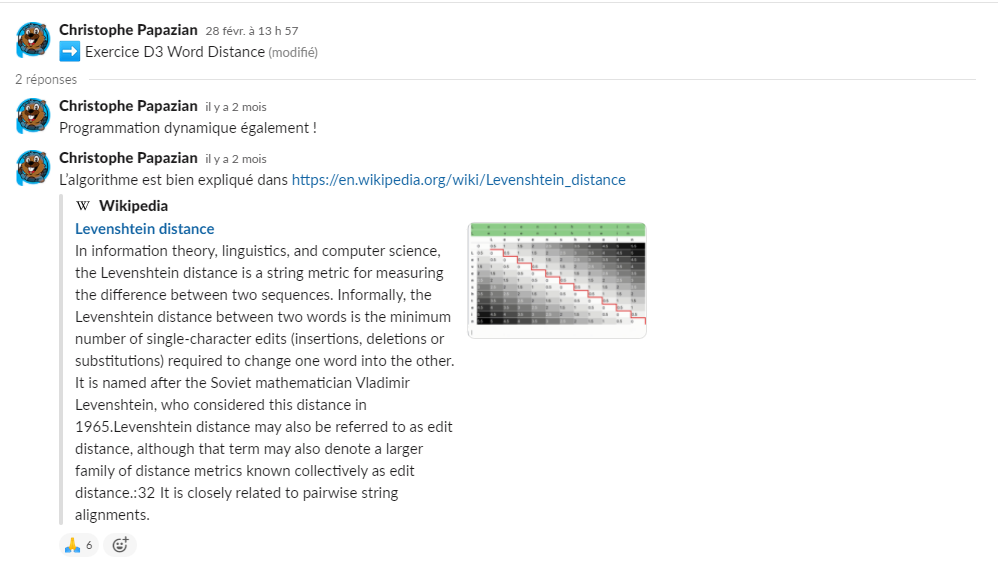 Christophe Papazian 28 févr. à 13 h 57
➡ Exercice D3 Word Distance (modifié)
2 réponses
Christophe Papazian il y a 2 mois
Programmation dynamique également !
Christophe Papazian il y a 2 mois
L'algorithme est bien expliqué dans https://en.wikipedia.org/wiki/Levenshtein_distance
W Wikipedia
Levenshtein distance
In information theory, linguistics, and computer science,
the Levenshtein distance is a string metric for measuring
the difference between two sequences. Informally, the
Levenshtein distance between two words is the minimum
number of single-character edits (insertions, deletions or
substitutions) required to change one word into the other.
It is named after the Soviet mathematician Vladimir
Levenshtein, who considered this distance in
1965.Levenshtein distance may also be referred to as edit
distance, although that term may also denote a larger
family of distance metrics known collectively as edit
distance.:32 It is closely related to pairwise string
alignments.
6